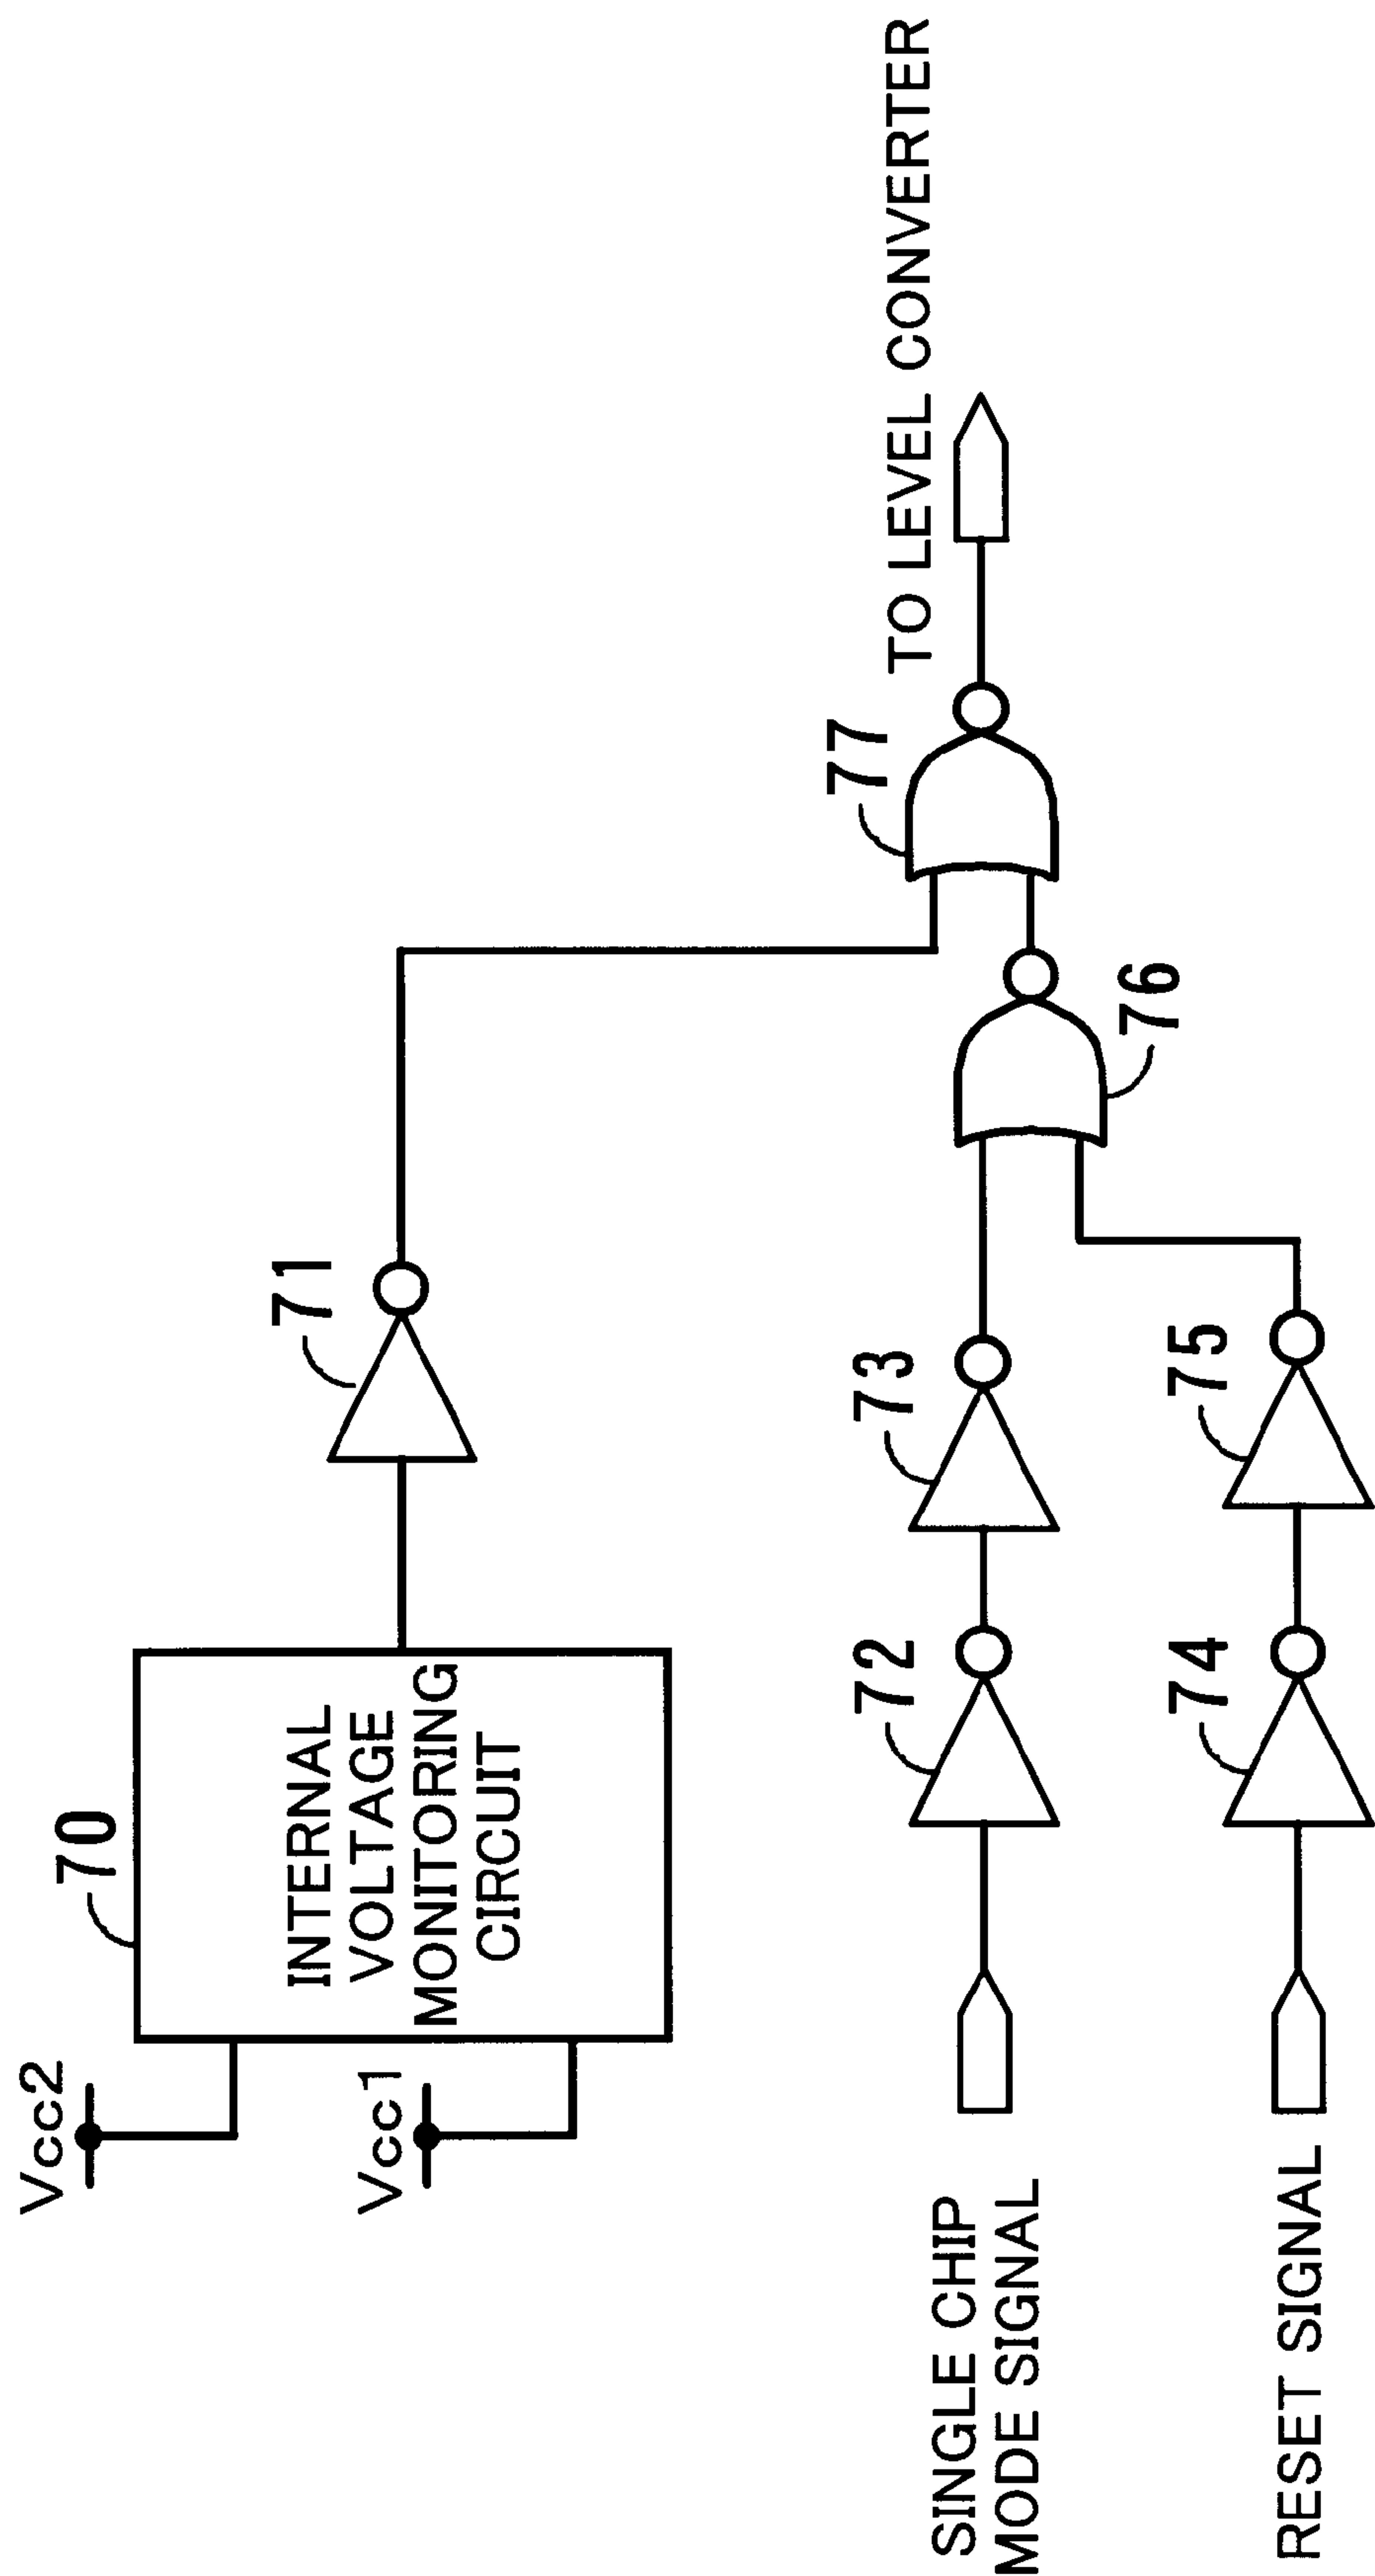 Vcc2
70
Vcc1
INTERNAL
VOLTAGE
MONITORING
CIRCUIT
71
77
TO LEVEL CONVERTER
76
SINGLE CHIP
MODE SIGNAL
72
73
RESET SIGNAL
74
75